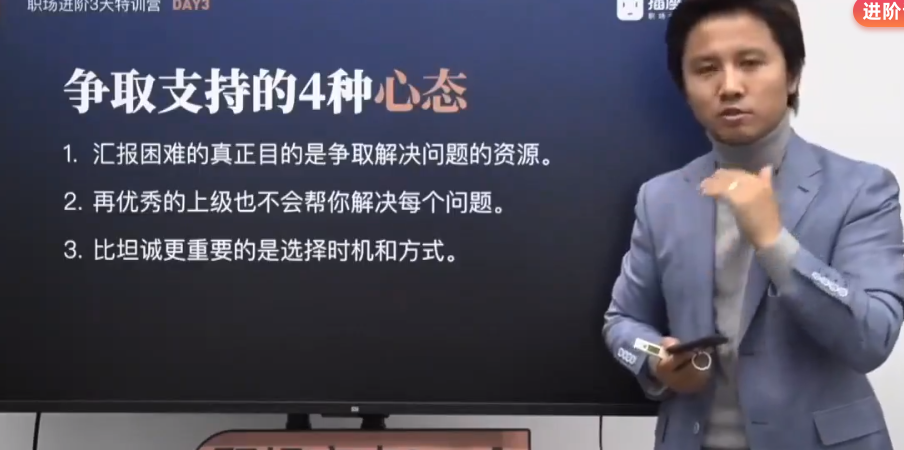 职场进阶3天特训营 DAY3
进阶
争取支持的4种心态
1. 汇报困难的真正目的是争取解决问题的资源。
2. 再优秀的上级也不会帮你解决每个问题。
3. 比坦诚更重要的是选择时机和方式。